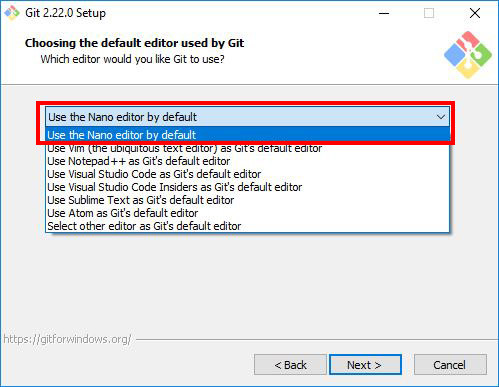 Git 2.22.0 Setup
Choosing the default editor used by Git
Which editor would you like Git to use?
Use the Nano editor by default
Use the Nano editor by default
Use Vim (the ubiquitous text editor) as Git's default editor
Use Notepad++ as Git's default editor
Use Visual Studio Code as Git's default editor
Use Visual Studio Code Insiders as Git's default editor
Use Sublime Text as Git's default editor
Use Atom as Git's default editor
Select other editor as Git's default editor
https://gitforwindows.org/
< Back
Next >
Cancel